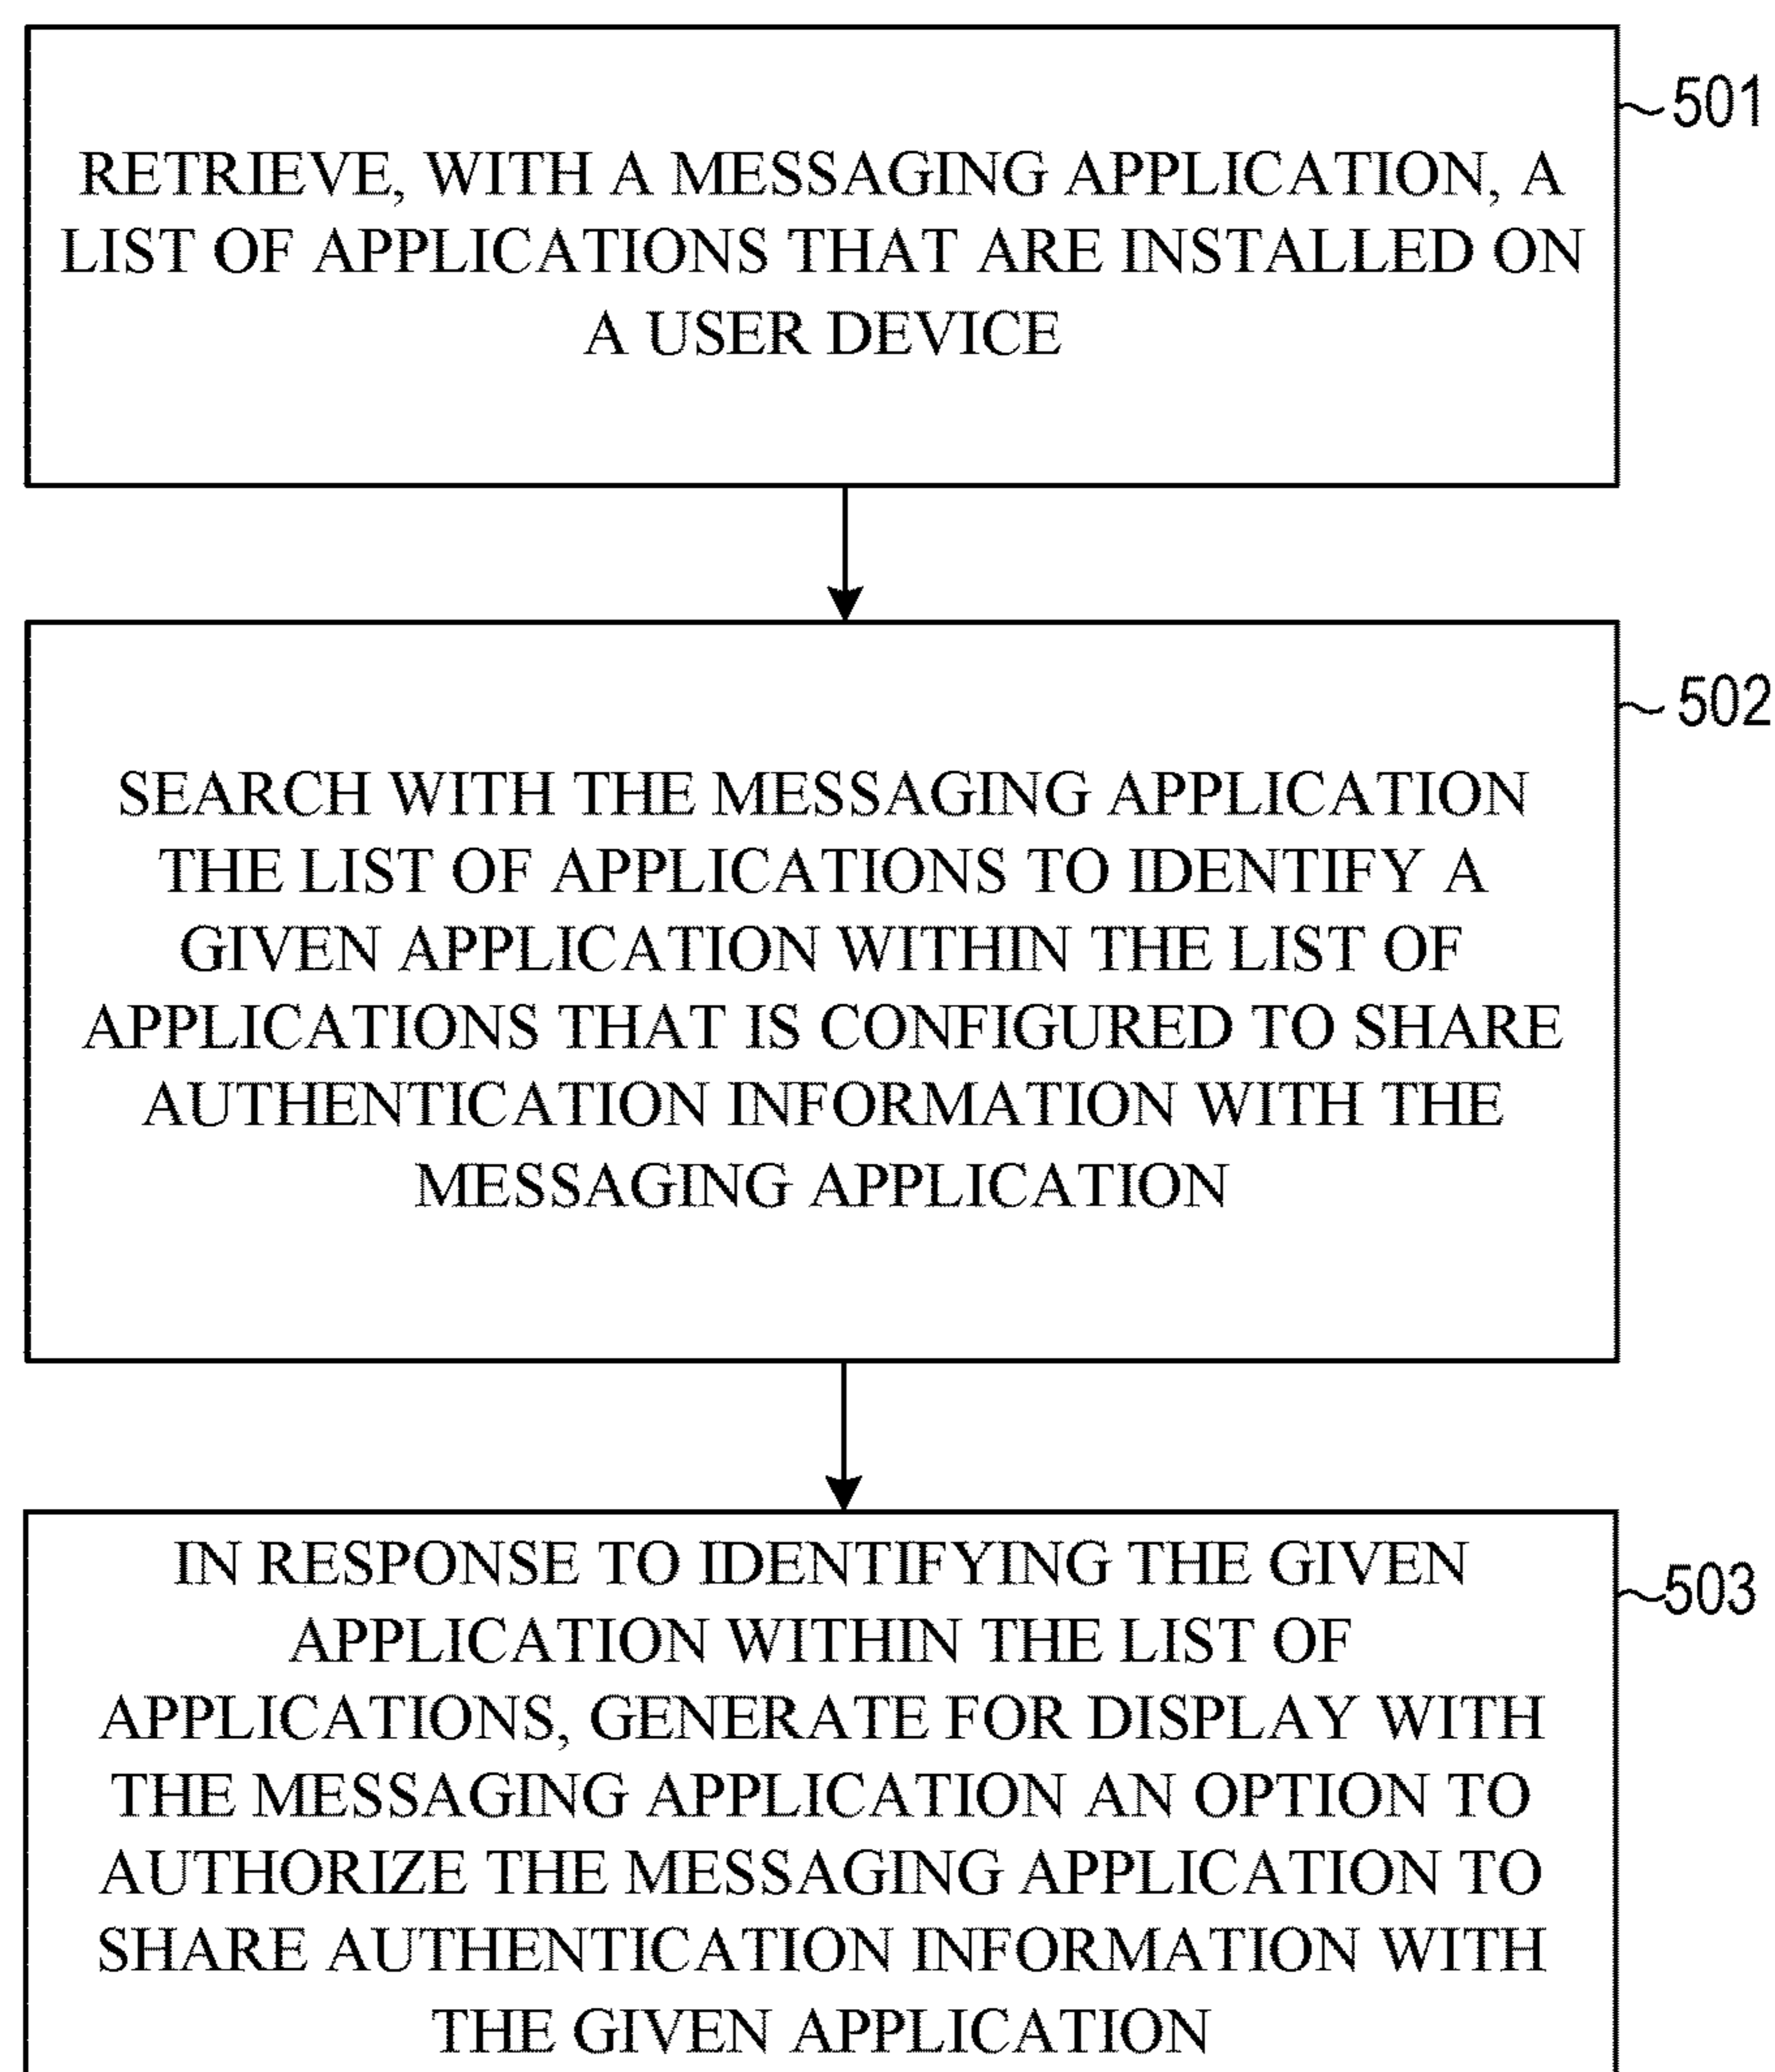 501
RETRIEVE, WITH A MESSAGING APPLICATION, A
LIST OF APPLICATIONS THAT ARE INSTALLED ON
A USER DEVICE
502
SEARCH WITH THE MESSAGING APPLICATION
THE LIST OF APPLICATIONS TO IDENTIFY A
GIVEN APPLICATION WITHIN THE LIST OF
APPLICATIONS THAT IS CONFIGURED TO SHARE
AUTHENTICATION INFORMATION WITH THE
MESSAGING APPLICATION
503
IN RESPONSE TO IDENTIFYING THE GIVEN
APPLICATION WITHIN THE LIST OF
APPLICATIONS, GENERATE FOR DISPLAY WITH
THE MESSAGING APPLICATION AN OPTION TO
AUTHORIZE THE MESSAGING APPLICATION TO
SHARE AUTHENTICATION INFORMATION WITH
THE GIVEN APPLICATION